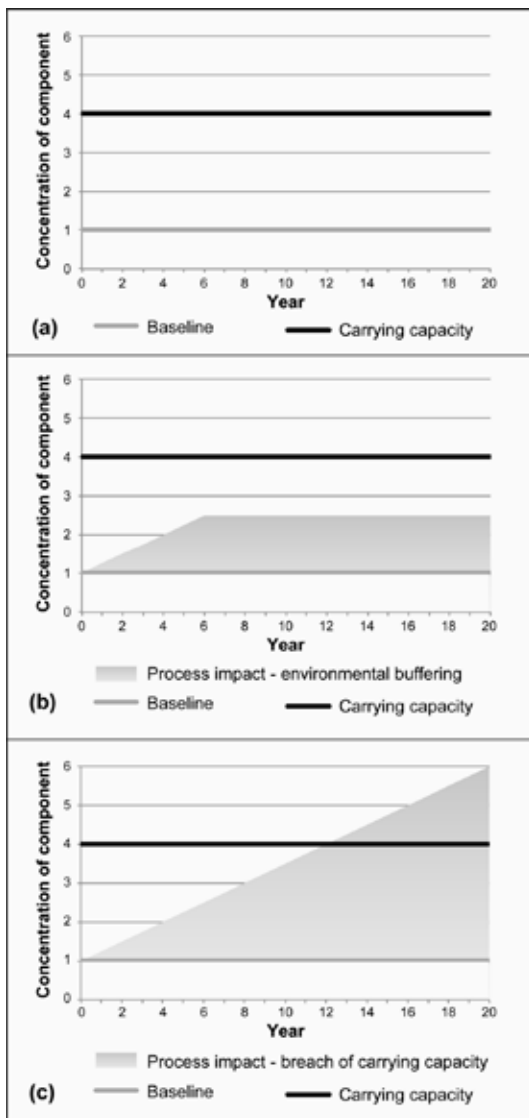 Concentration of component
6
5
4
3
2
1
0
0 2 4 6 8 10 12 14 16 18 20
Year
(a)
Baseline Carrying capacity
Concentration of component
6
5
4
3
2
1
0
0 2 4 6 8 10 12 14 16 18 20
Year
Process impact - environmental buffering
(b)
Baseline Carrying capacity
Concentration of component
6
5
4
3
2
1
0
0 2 4 6 8 10 12 14 16 18 20
Year
Process impact - breach of carrying capacity
(c)
Baseline Carrying capacity